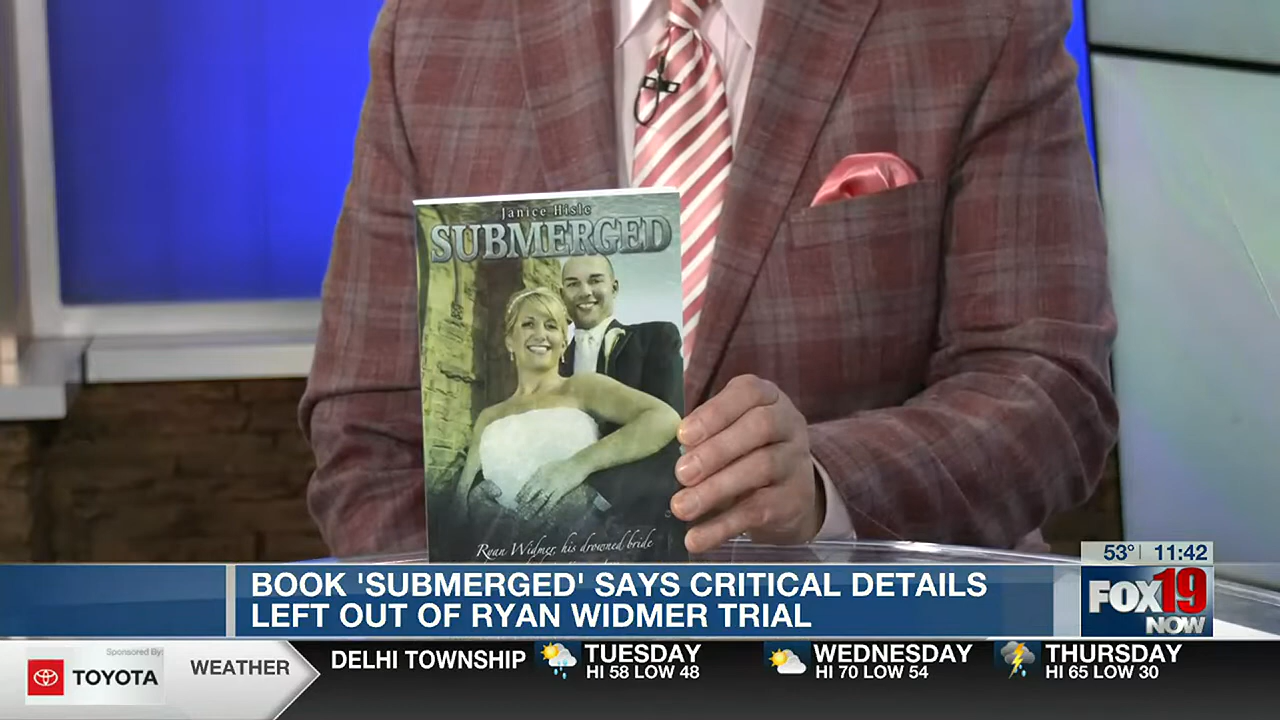 Janice Hisle
SUBMERGED
Ryan Widmer, his drowned bride
53° 11:42
BOOK 'SUBMERGED' SAYS CRITICAL DETAILS
LEFT OUT OF RYAN WIDMER TRIAL
FOX19
NOW
Sponsored By:
TOYOTA
WEATHER
DELHI TOWNSHIP
TUESDAY
HI 58 LOW 48
WEDNESDAY
HI 70 LOW 54
THURSDAY
HI 65 LOW 30